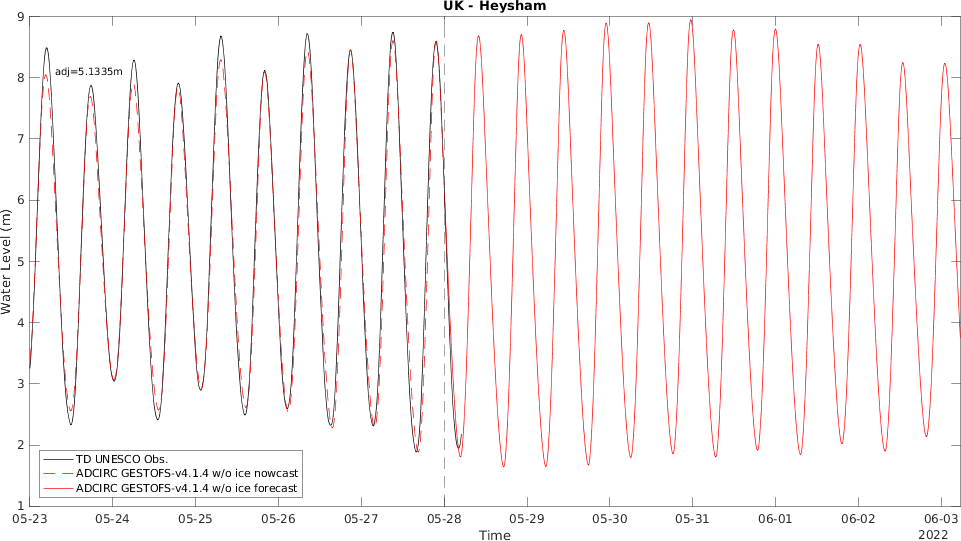 UK - Heysham
adj=5.1335m
9
8
7
6
5
4
3
2
1
Water Level (m)
TD UNESCO Obs.
ADCIRC GESTOFS-v4.1.4 w/o ice nowcast
ADCIRC GESTOFS-v4.1.4 w/o ice forecast
05-23 05-24 05-25 05-26 05-27 05-28 05-29 05-30 05-31 06-01 06-02 06-03
Time
2022